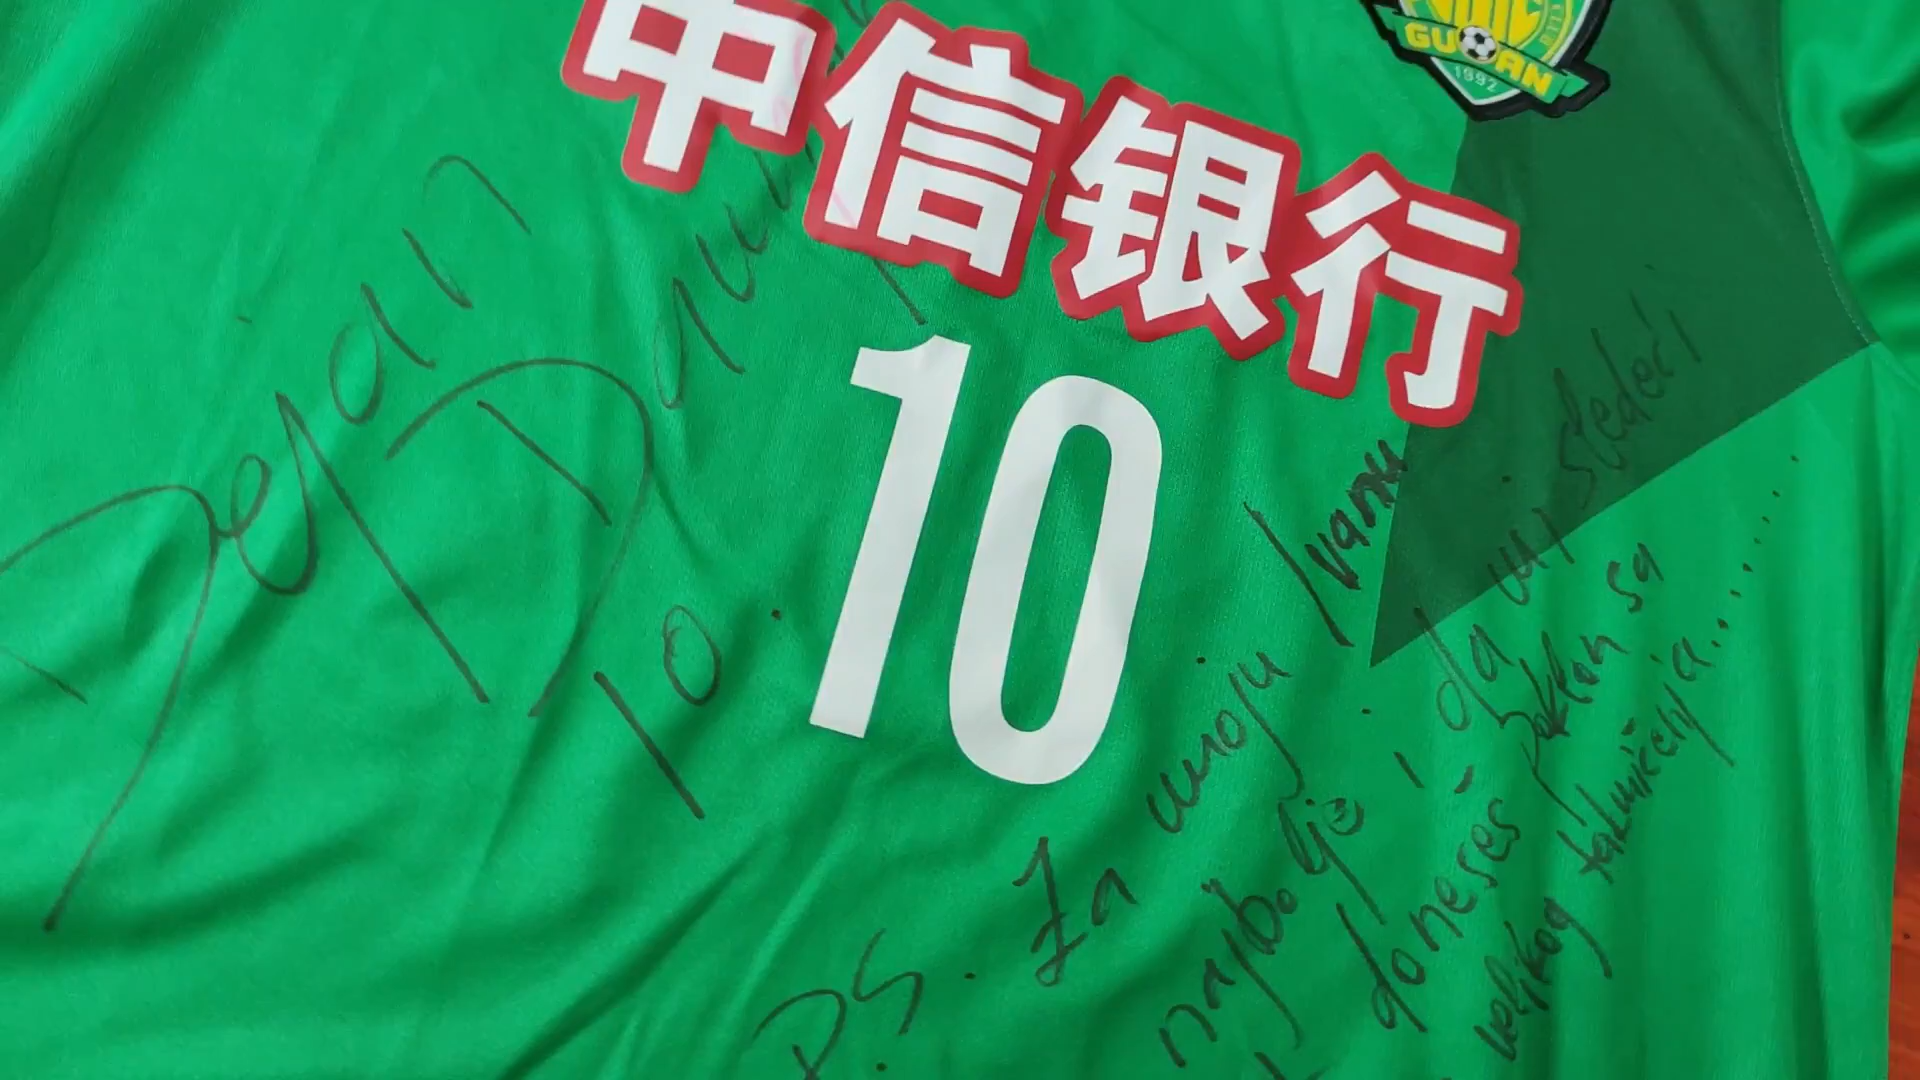 GUOAN
1992
中信银行
10
Dejan
10.
P.S. Za moju Ivanu
najbolje i da mi sledeći
doneseš poklon sa
velikog takmičenja......